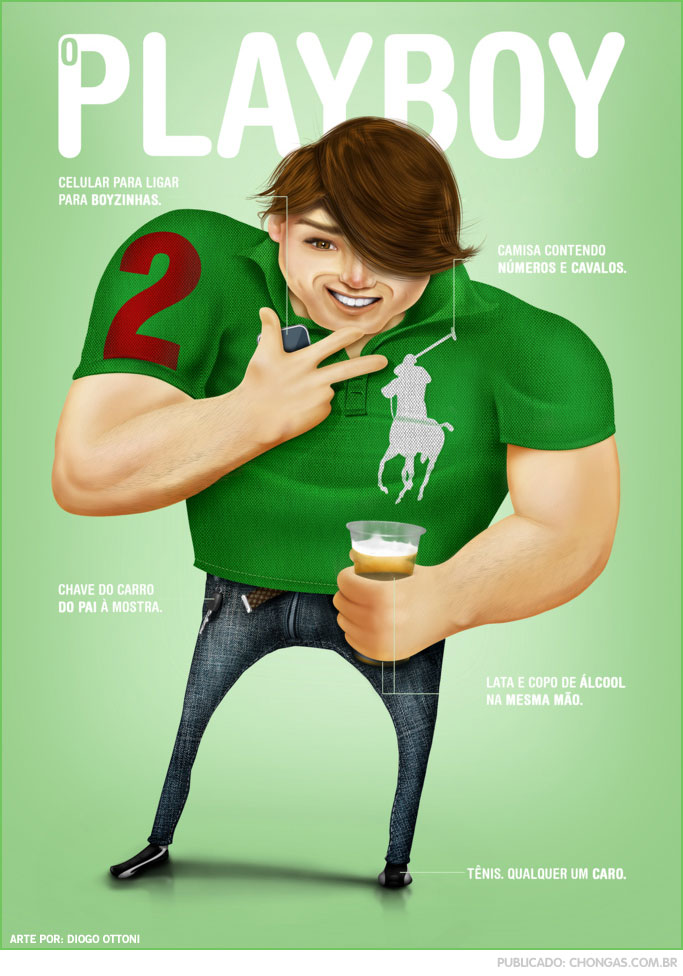 O PLAYBOY
CELULAR PARA LIGAR
PARA BOYZINHAS.
CAMISA CONTENDO
NÚMEROS E CAVALOS.
2
CHAVE DO CARRO
DO PAI À MOSTRA.
LATA E COPO DE ÁLCOOL
NA MESMA MÃO.
TÊNIS. QUALQUER UM CARO.
ARTE POR: DIOGO OTTONI
PUBLICADO: CHONGAS.COM.BR